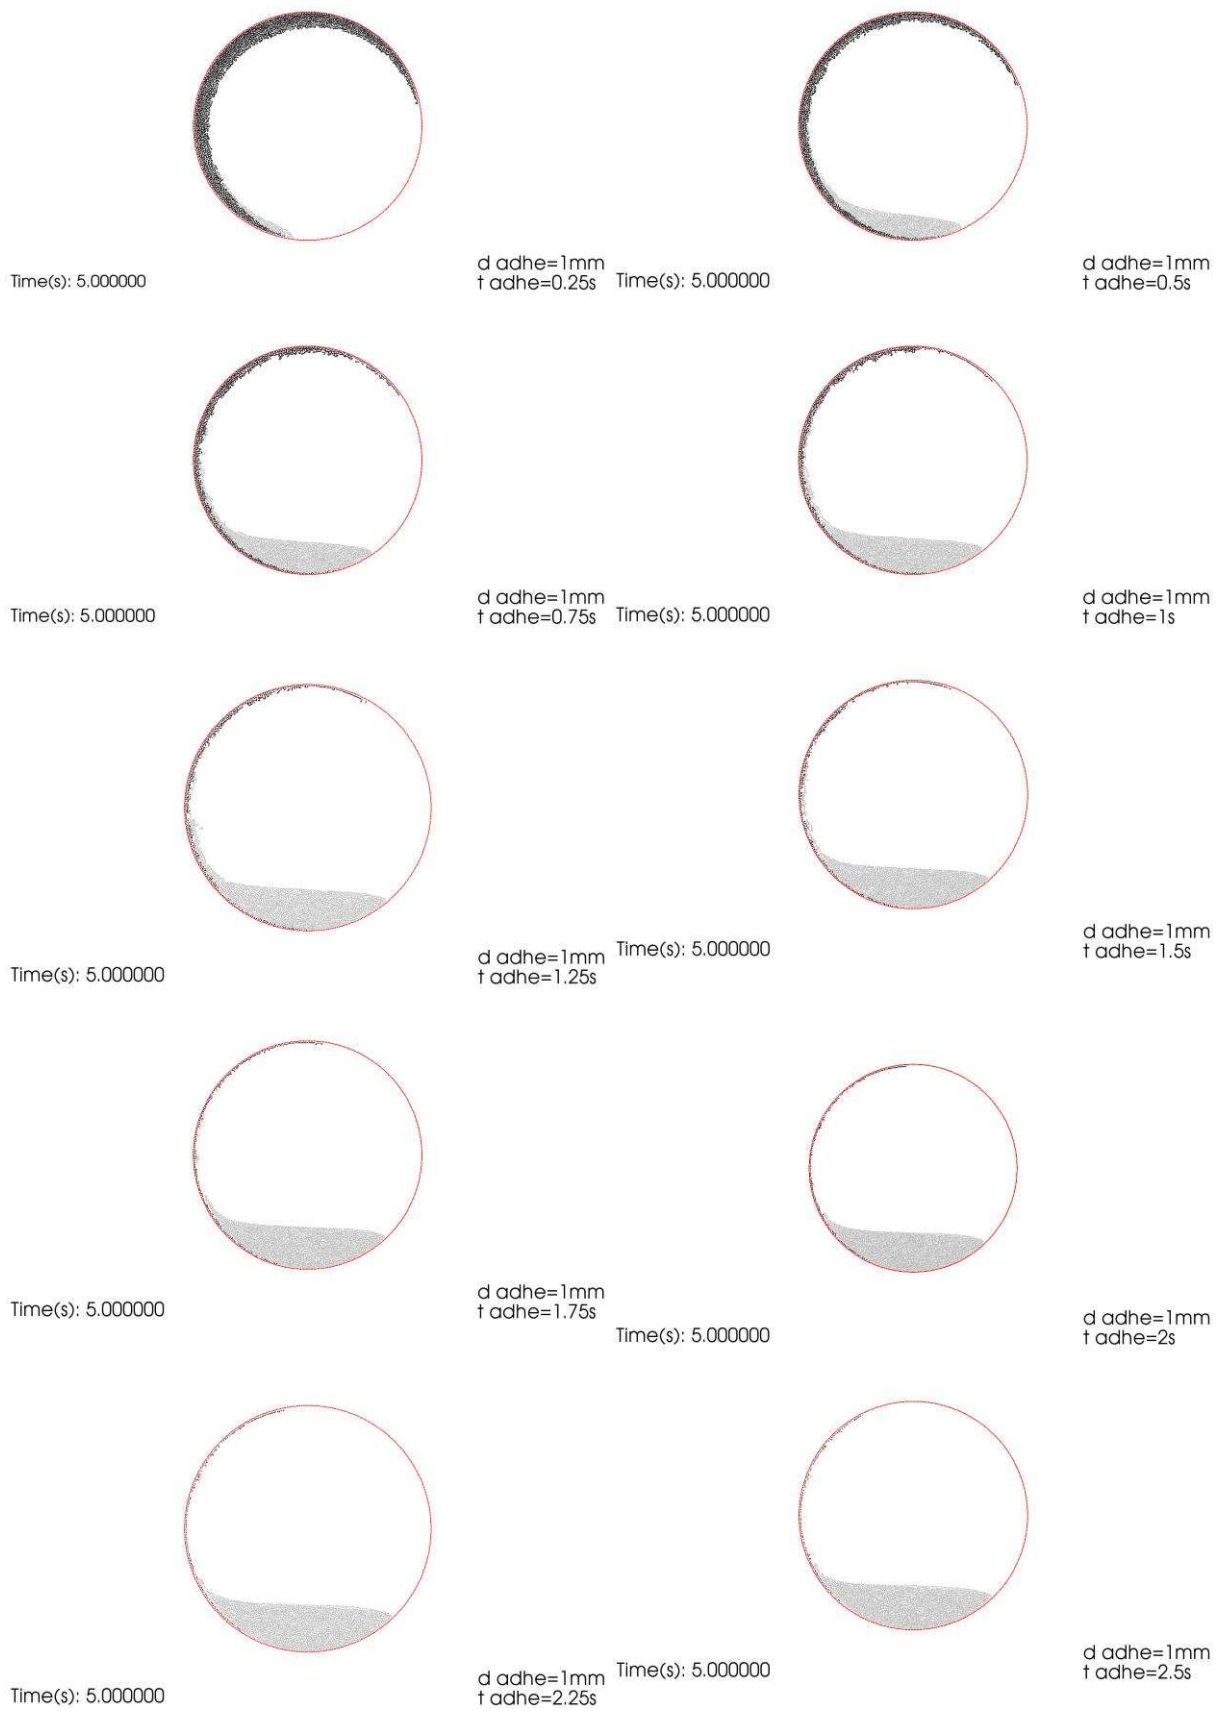 Time(s): 5.000000
d adhe=1mm
t adhe=0.25s
Time(s): 5.000000
d adhe=1mm
t adhe=0.5s
Time(s): 5.000000
d adhe=1mm
t adhe=0.75s
Time(s): 5.000000
d adhe=1mm
t adhe=1s
Time(s): 5.000000
d adhe=1mm
t adhe=1.25s
Time(s): 5.000000
d adhe=1mm
t adhe=1.5s
Time(s): 5.000000
d adhe=1mm
t adhe=1.75s
Time(s): 5.000000
d adhe=1mm
t adhe=2s
Time(s): 5.000000
d adhe=1mm
t adhe=2.25s
Time(s): 5.000000
d adhe=1mm
t adhe=2.5s